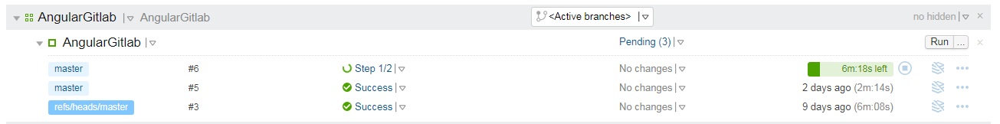 AngularGitlab AngularGitlab <Active branches> no hidden
AngularGitlab Pending (3) Run ...
master #6 Step 1/2 No changes 6m:18s left
master #5 Success No changes 2 days ago (2m:14s)
refs/heads/master #3 Success No changes 9 days ago (6m:08s)